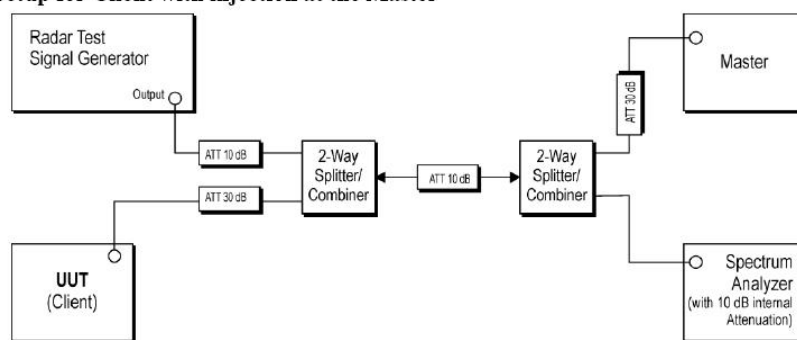 Setup for Client with Injection at the Master
Radar Test
Signal Generator
Output
ATT 10 dB
ATT 30 dB
UUT
(Client)
2-Way
Splitter/
Combiner
ATT 10 dB
2-Way
Splitter/
Combiner
ATT 30 dB
Master
Spectrum
Analyzer
(with 10 dB internal
Attenuation)